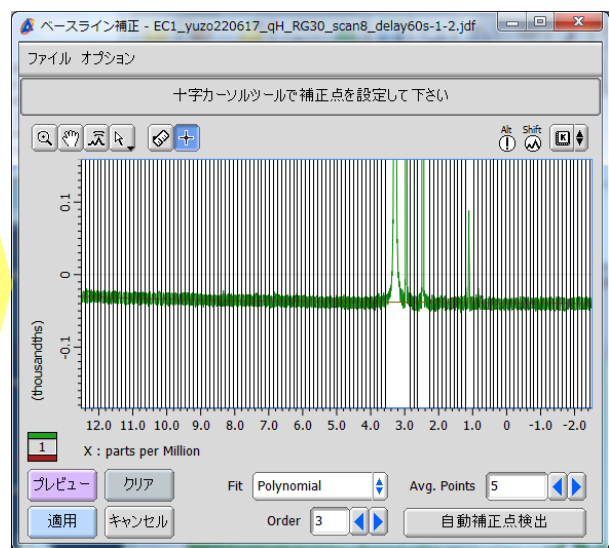 ベースライン補正 - EC1_yuzo220617_qH_RG30_scan8_delay60s-1-2.jdf
ファイル オプション
十字カーソルツールで補正点を設定して下さい
Alt Shift
K
0.1
0
-0.1
(thousandths)
12.0 11.0 10.0 9.0 8.0 7.0 6.0 5.0 4.0 3.0 2.0 1.0 0 -1.0 -2.0
1
X : parts per Million
プレビュー クリア Fit Polynomial Avg. Points 5
適用 キャンセル Order 3 自動補正点検出